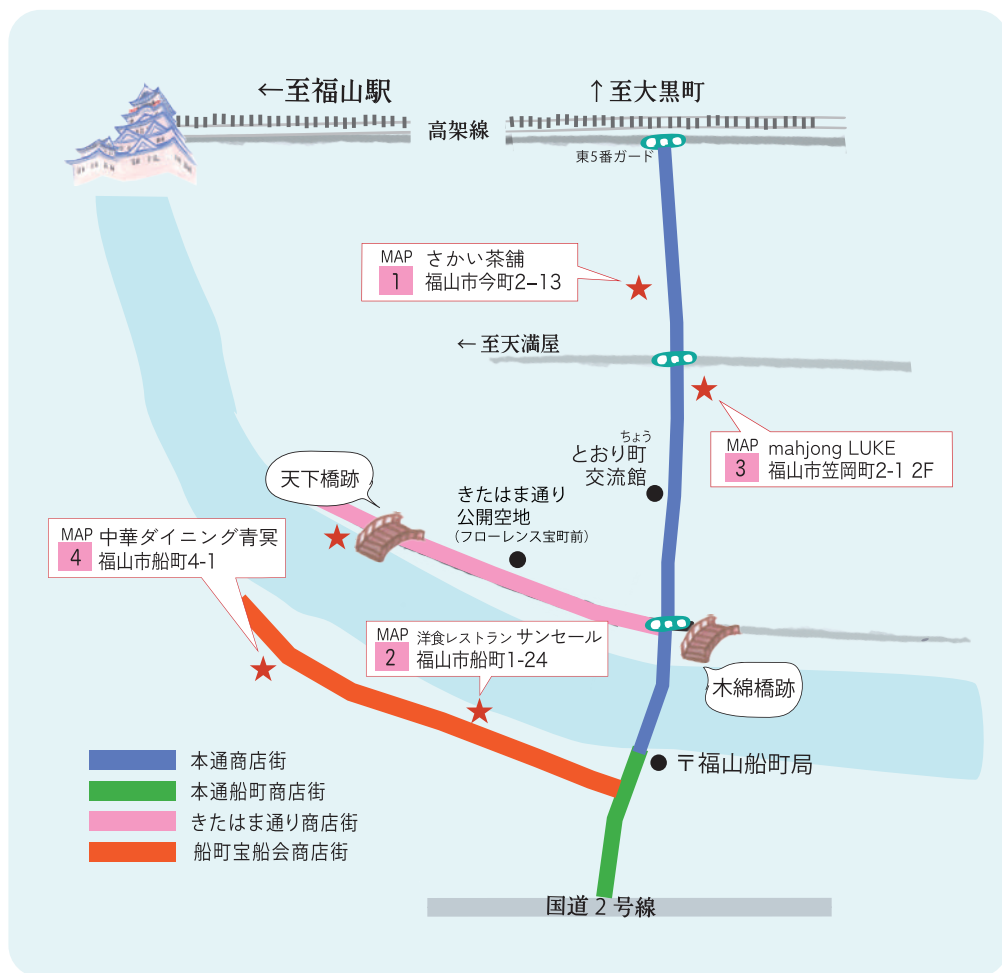 ←至福山駅
↑至大黒町
高架線
東5番ガード
MAP
1
さかい茶舗
福山市今町2–13
←至天満屋
MAP
3
mahjong LUKE
福山市笠岡町2-1 2F
ちょう
とおり町
交流館
天下橋跡
きたはま通り
公開空地
(フローレンス宝町前)
MAP
4
中華ダイニング青冥
福山市船町4-1
MAP
2
洋食レストラン サンセール
福山市船町1-24
木綿橋跡
〒福山船町局
本通商店街
本通船町商店街
きたはま通り商店街
船町宝船会商店街
国道2号線